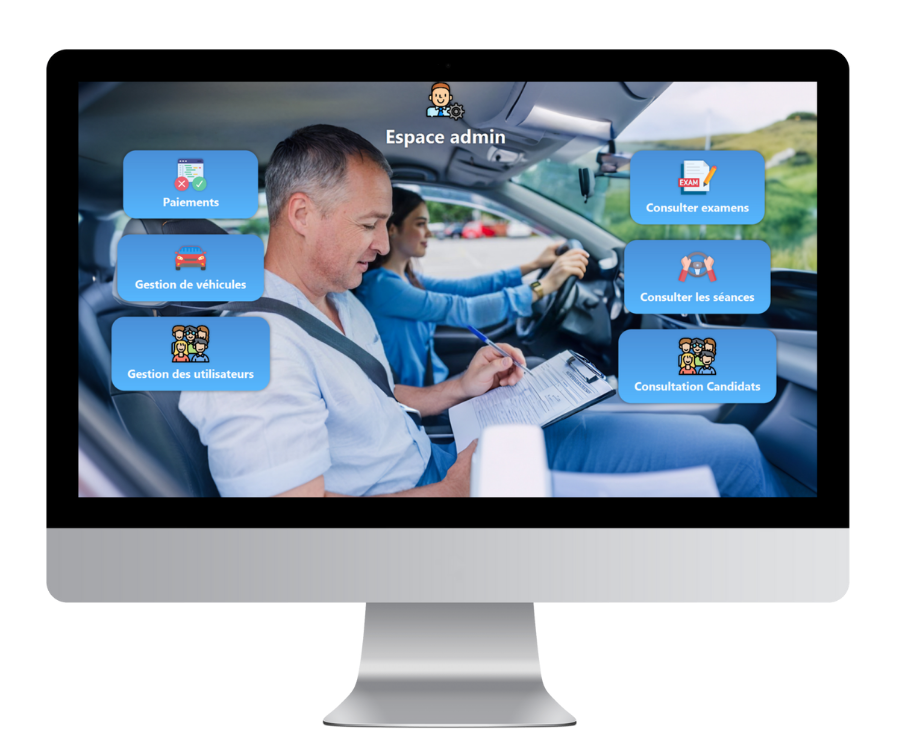 Espace admin
Paiements
Gestion de véhicules
Gestion des utilisateurs
EXAM
Consulter examens
Consulter les séances
Consultation Candidats